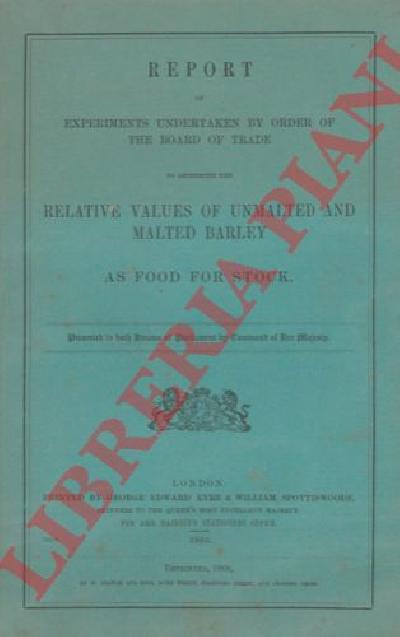 REPORT
OF
EXPERIMENTS UNDERTAKEN BY ORDER OF
THE BOARD OF TRADE
TO DETERMINE THE
RELATIVE VALUES OF UNMALTED AND
MALTED BARLEY
AS FOOD FOR STOCK.
Presented to both Houses of Parliament by Command of Her Majesty.
LONDON:
PRINTED BY GEORGE EDWARD EYRE & WILLIAM SPOTTISWOODE,
PRINTERS TO THE QUEEN'S MOST EXCELLENT MAJESTY.
FOR HER MAJESTY'S STATIONERY OFFICE.
LIBRERIA PIANI